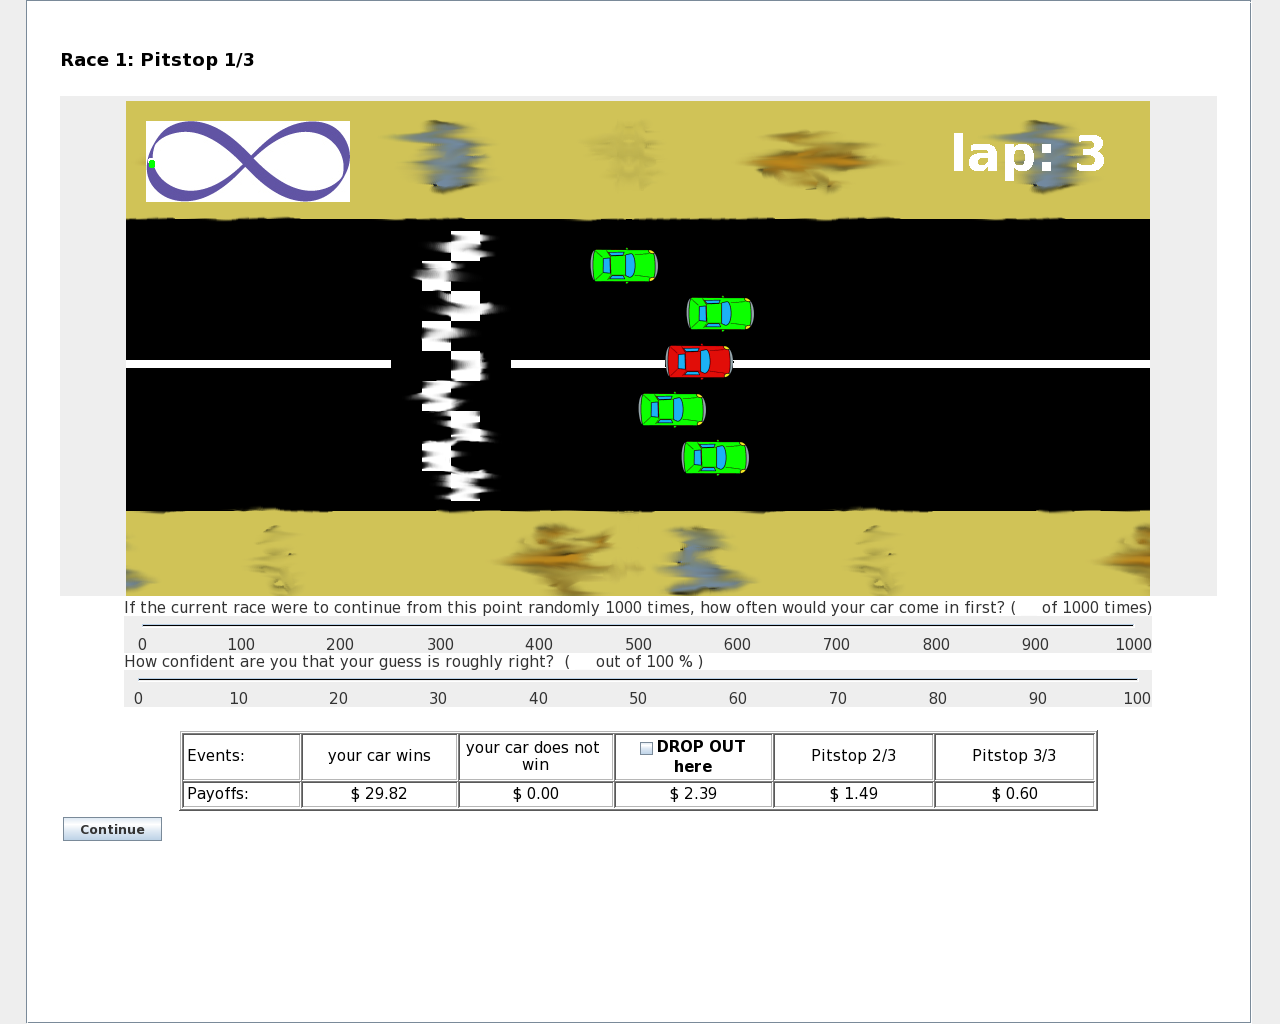 Race 1: Pitstop 1/3
lap: 3
If the current race were to continue from this point randomly 1000 times, how often would your car come in first? ( of 1000 times)
0 100 200 300 400 500 600 700 800 900 1000
How confident are you that your guess is roughly right? ( out of 100 % )
0 10 20 30 40 50 60 70 80 90 100
Events: your car wins your car does not win DROP OUT here Pitstop 2/3 Pitstop 3/3
Payoffs: $ 29.82 $ 0.00 $ 2.39 $ 1.49 $ 0.60
Continue